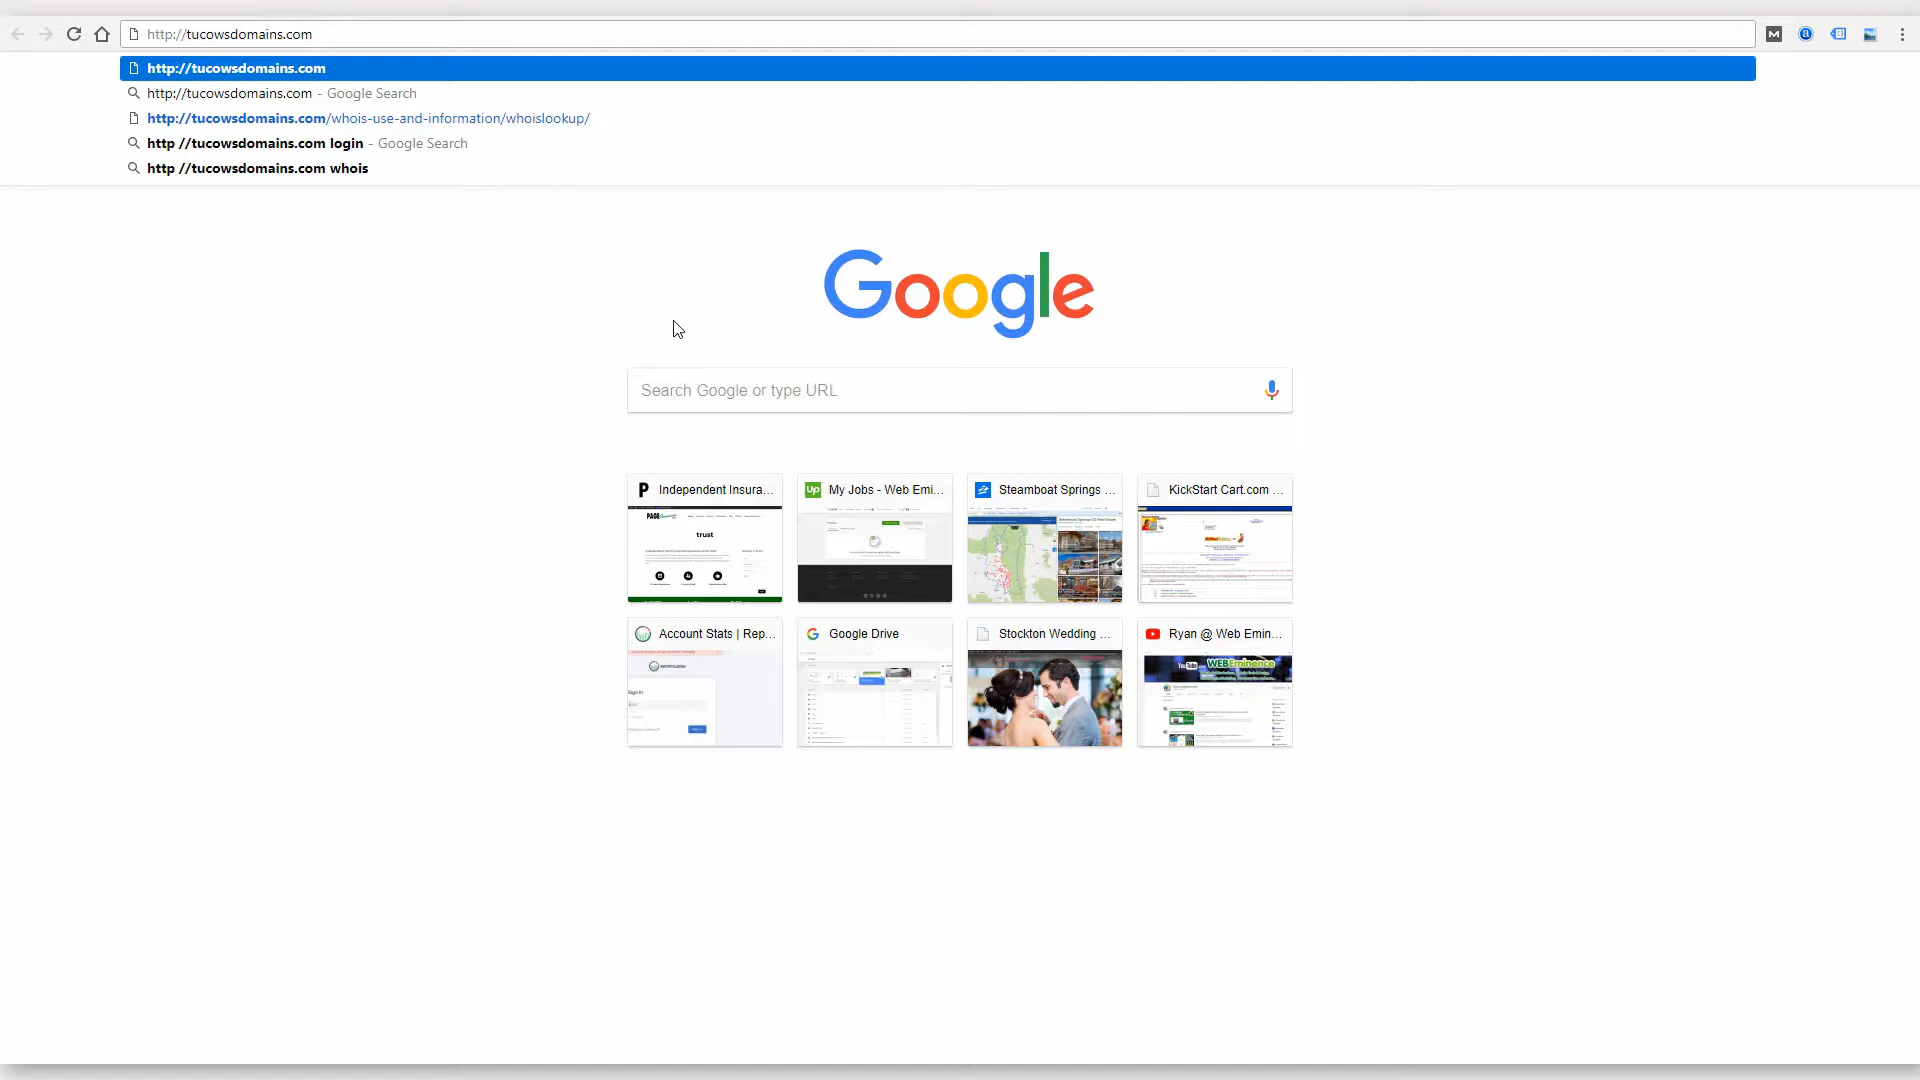 http://tucowsdomains.com
http://tucowsdomains.com
http://tucowsdomains.com - Google Search
http://tucowsdomains.com/whois-use-and-information/whoislookup/
http //tucowsdomains.com login - Google Search
http //tucowsdomains.com whois
Google
Search Google or type URL
Independent Insura...
My Jobs - Web Emi...
Steamboat Springs ...
KickStart Cart.com ...
trust
Account Stats | Rep...
Google Drive
Stockton Wedding ...
Ryan @ Web Emin...
Sign In
WEBEminence